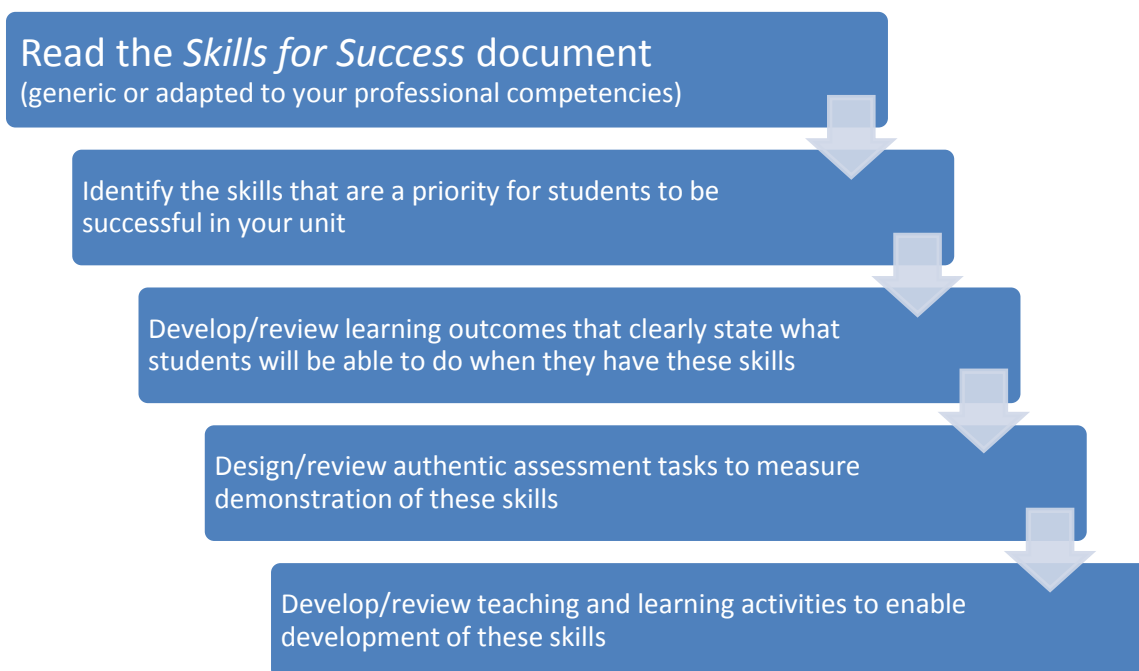 Read the Skills for Success document
(generic or adapted to your professional competencies)
Identify the skills that are a priority for students to be
successful in your unit
Develop/review learning outcomes that clearly state what
students will be able to do when they have these skills
Design/review authentic assessment tasks to measure
demonstration of these skills
Develop/review teaching and learning activities to enable
development of these skills